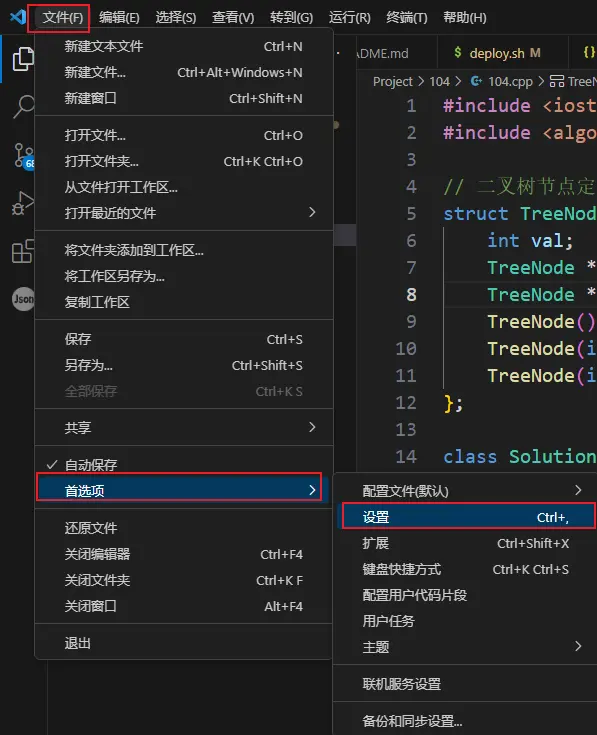 文件(F) 编辑(E) 选择(S) 查看(V) 转到(G) 运行(R) 终端(T) 帮助(H)
新建文本文件 Ctrl+N
新建文件... Ctrl+Alt+Windows+N
新建窗口 Ctrl+Shift+N
打开文件... Ctrl+O
打开文件夹... Ctrl+K Ctrl+O
从文件打开工作区...
打开最近的文件
将文件夹添加到工作区...
将工作区另存为...
复制工作区
保存 Ctrl+S
另存为... Ctrl+Shift+S
全部保存 Ctrl+K S
共享
自动保存
首选项
还原文件
关闭编辑器 Ctrl+F4
关闭文件夹 Ctrl+K F
关闭窗口 Alt+F4
退出
配置文件(默认)
设置 Ctrl+,
扩展 Ctrl+Shift+X
键盘快捷方式 Ctrl+K Ctrl+S
配置用户代码片段
用户任务
主题
联机服务设置
备份和同步设置...
68
Json
DME.md $ deploy.sh M {}
Project > 104 > 104.cpp > TreeN
1 #include <iost
2 #include <algo
3
4 // 二叉树节点定
5 struct TreeNod
6 int val;
7 TreeNode *
8 TreeNode *
9 TreeNode()
10 TreeNode(i
11 TreeNode(i
12 };
13
14 class Solution